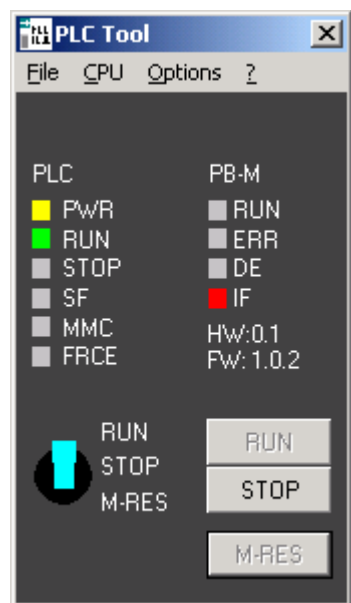 PLC Tool
File CPU Options ?
PLC PB-M
PWR RUN
RUN ERR
STOP DE
SF IF
MMC HW:0.1
FRCE FW: 1.0.2
RUN RUN
STOP STOP
M-RES M-RES